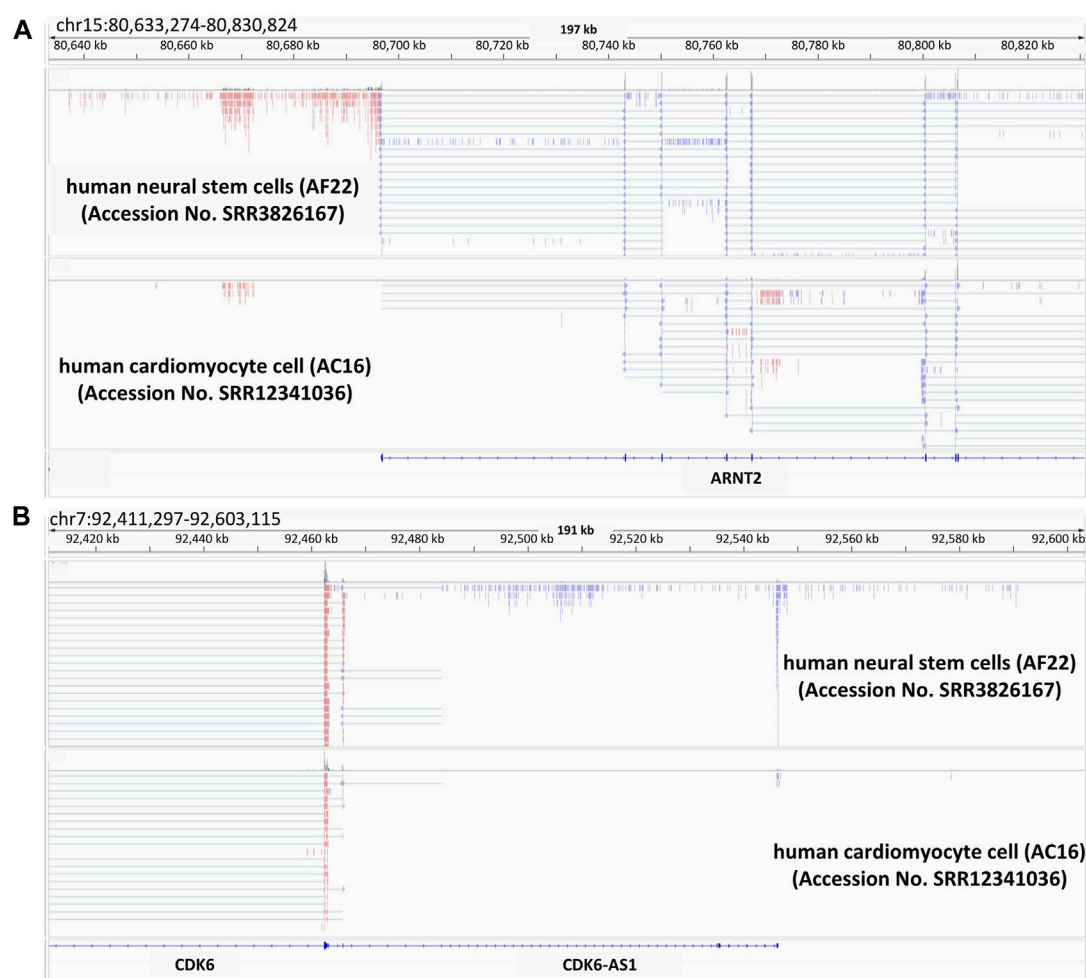 A
chr15:80,633,274-80,830,824
197 kb
80,640 kb 80,660 kb 80,680 kb 80,700 kb 80,720 kb 80,740 kb 80,760 kb 80,780 kb 80,800 kb 80,820 kb
human neural stem cells (AF22)
(Accession No. SRR3826167)
human cardiomyocyte cell (AC16)
(Accession No. SRR12341036)
ARNT2
B
chr7:92,411,297-92,603,115
191 kb
92,420 kb 92,440 kb 92,460 kb 92,480 kb 92,500 kb 92,520 kb 92,540 kb 92,560 kb 92,580 kb 92,600 kb
human neural stem cells (AF22)
(Accession No. SRR3826167)
human cardiomyocyte cell (AC16)
(Accession No. SRR12341036)
CDK6 CDK6-AS1